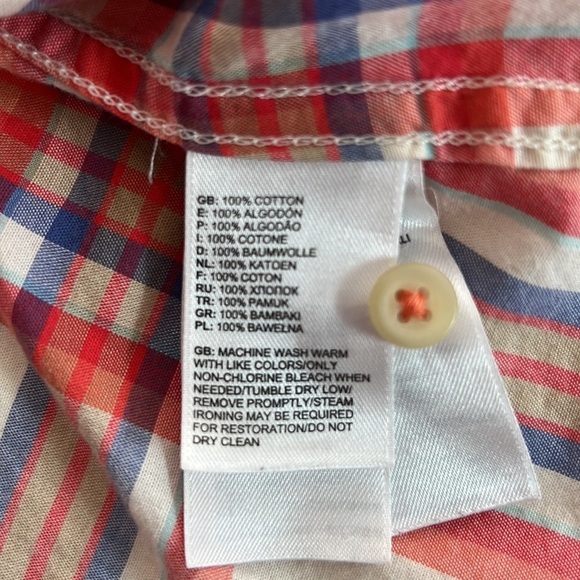 GB: 100% COTTON
E: 100% ALGODÓN
P: 100% ALGODÃO
I: 100% COTONE
D: 100% BAUMWOLLE
NL: 100% KATOEN
F: 100% COTON
RU: 100% ХЛОПОК
TR: 100% PAMUK
GR: 100% BAMBAKI
PL: 100% BAWEŁNA
GB: MACHINE WASH WARM
WITH LIKE COLORS/ONLY
NON-CHLORINE BLEACH WHEN
NEEDED/TUMBLE DRY LOW/
REMOVE PROMPTLY/STEAM
IRONING MAY BE REQUIRED
FOR RESTORATION/DO NOT
DRY CLEAN